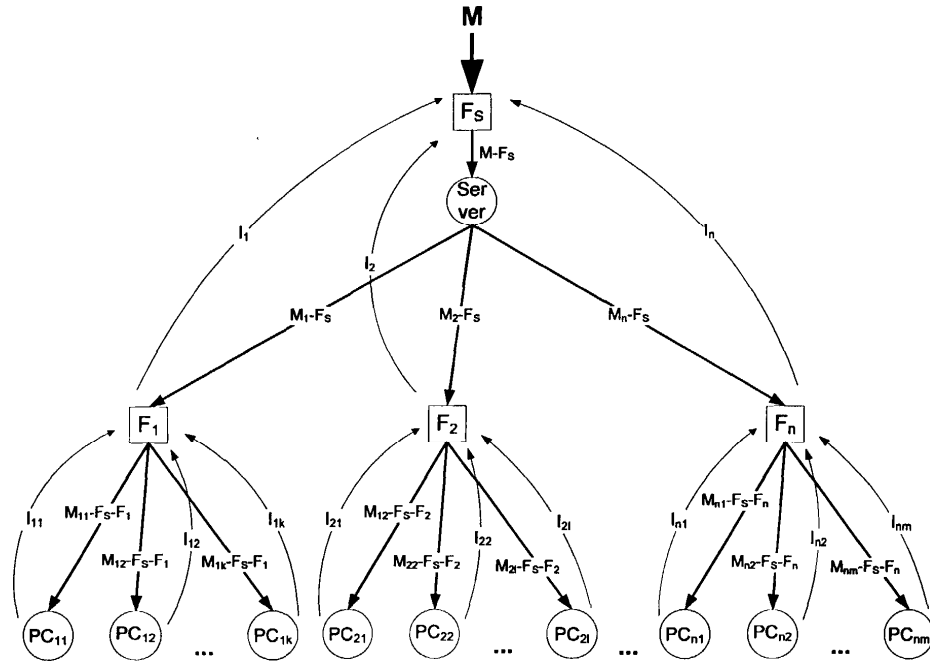 M
Fs
M-Fs
Ser
ver
I1
I2
In
M1-Fs
M2-Fs
Mn-Fs
F1
F2
Fn
I11
M11-Fs-F1
I12
I1k
M12-Fs-F1
M1k-Fs-F1
I21
M12-Fs-F2
I22
I2l
M22-Fs-F2
M2l-Fs-F2
In1
Mn1-Fs-Fn
In2
Inm
Mn2-Fs-Fn
Mnm-Fs-Fn
PC11
PC12
...
PC1k
PC21
PC22
...
PC2l
...
PCn1
PCn2
...
PCnm